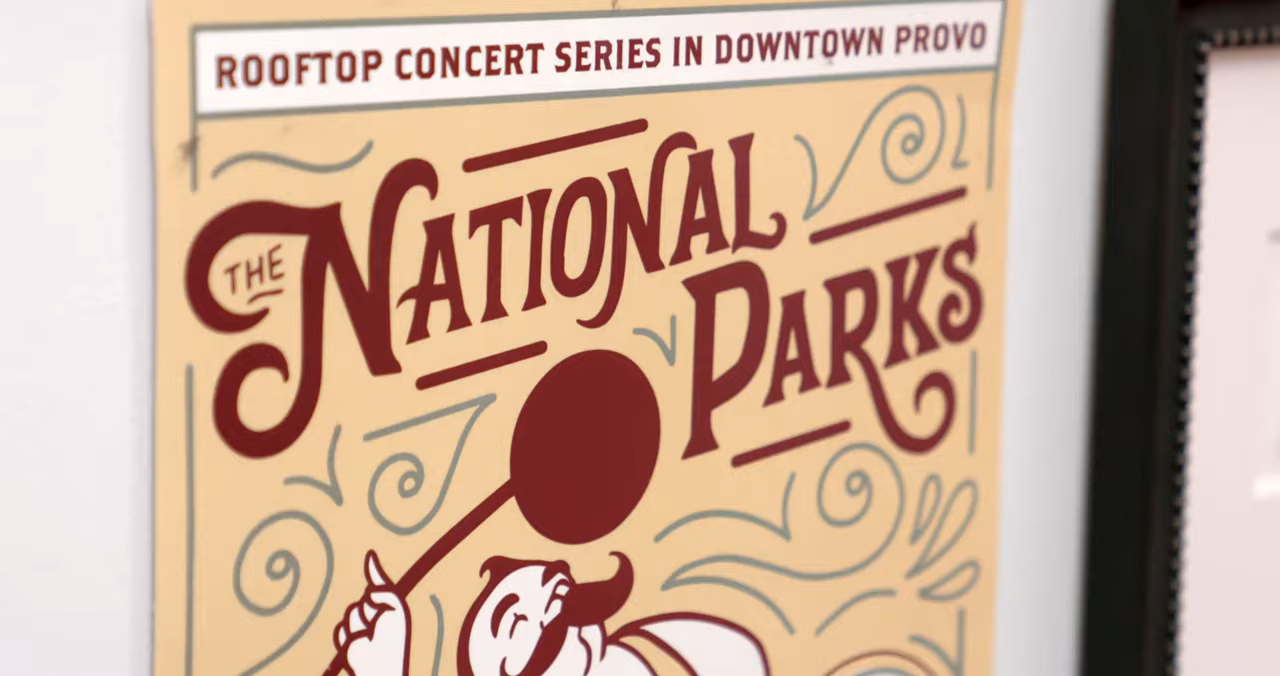 ROOFTOP CONCERT SERIES IN DOWNTOWN PROVO
THE NATIONAL
PARKS